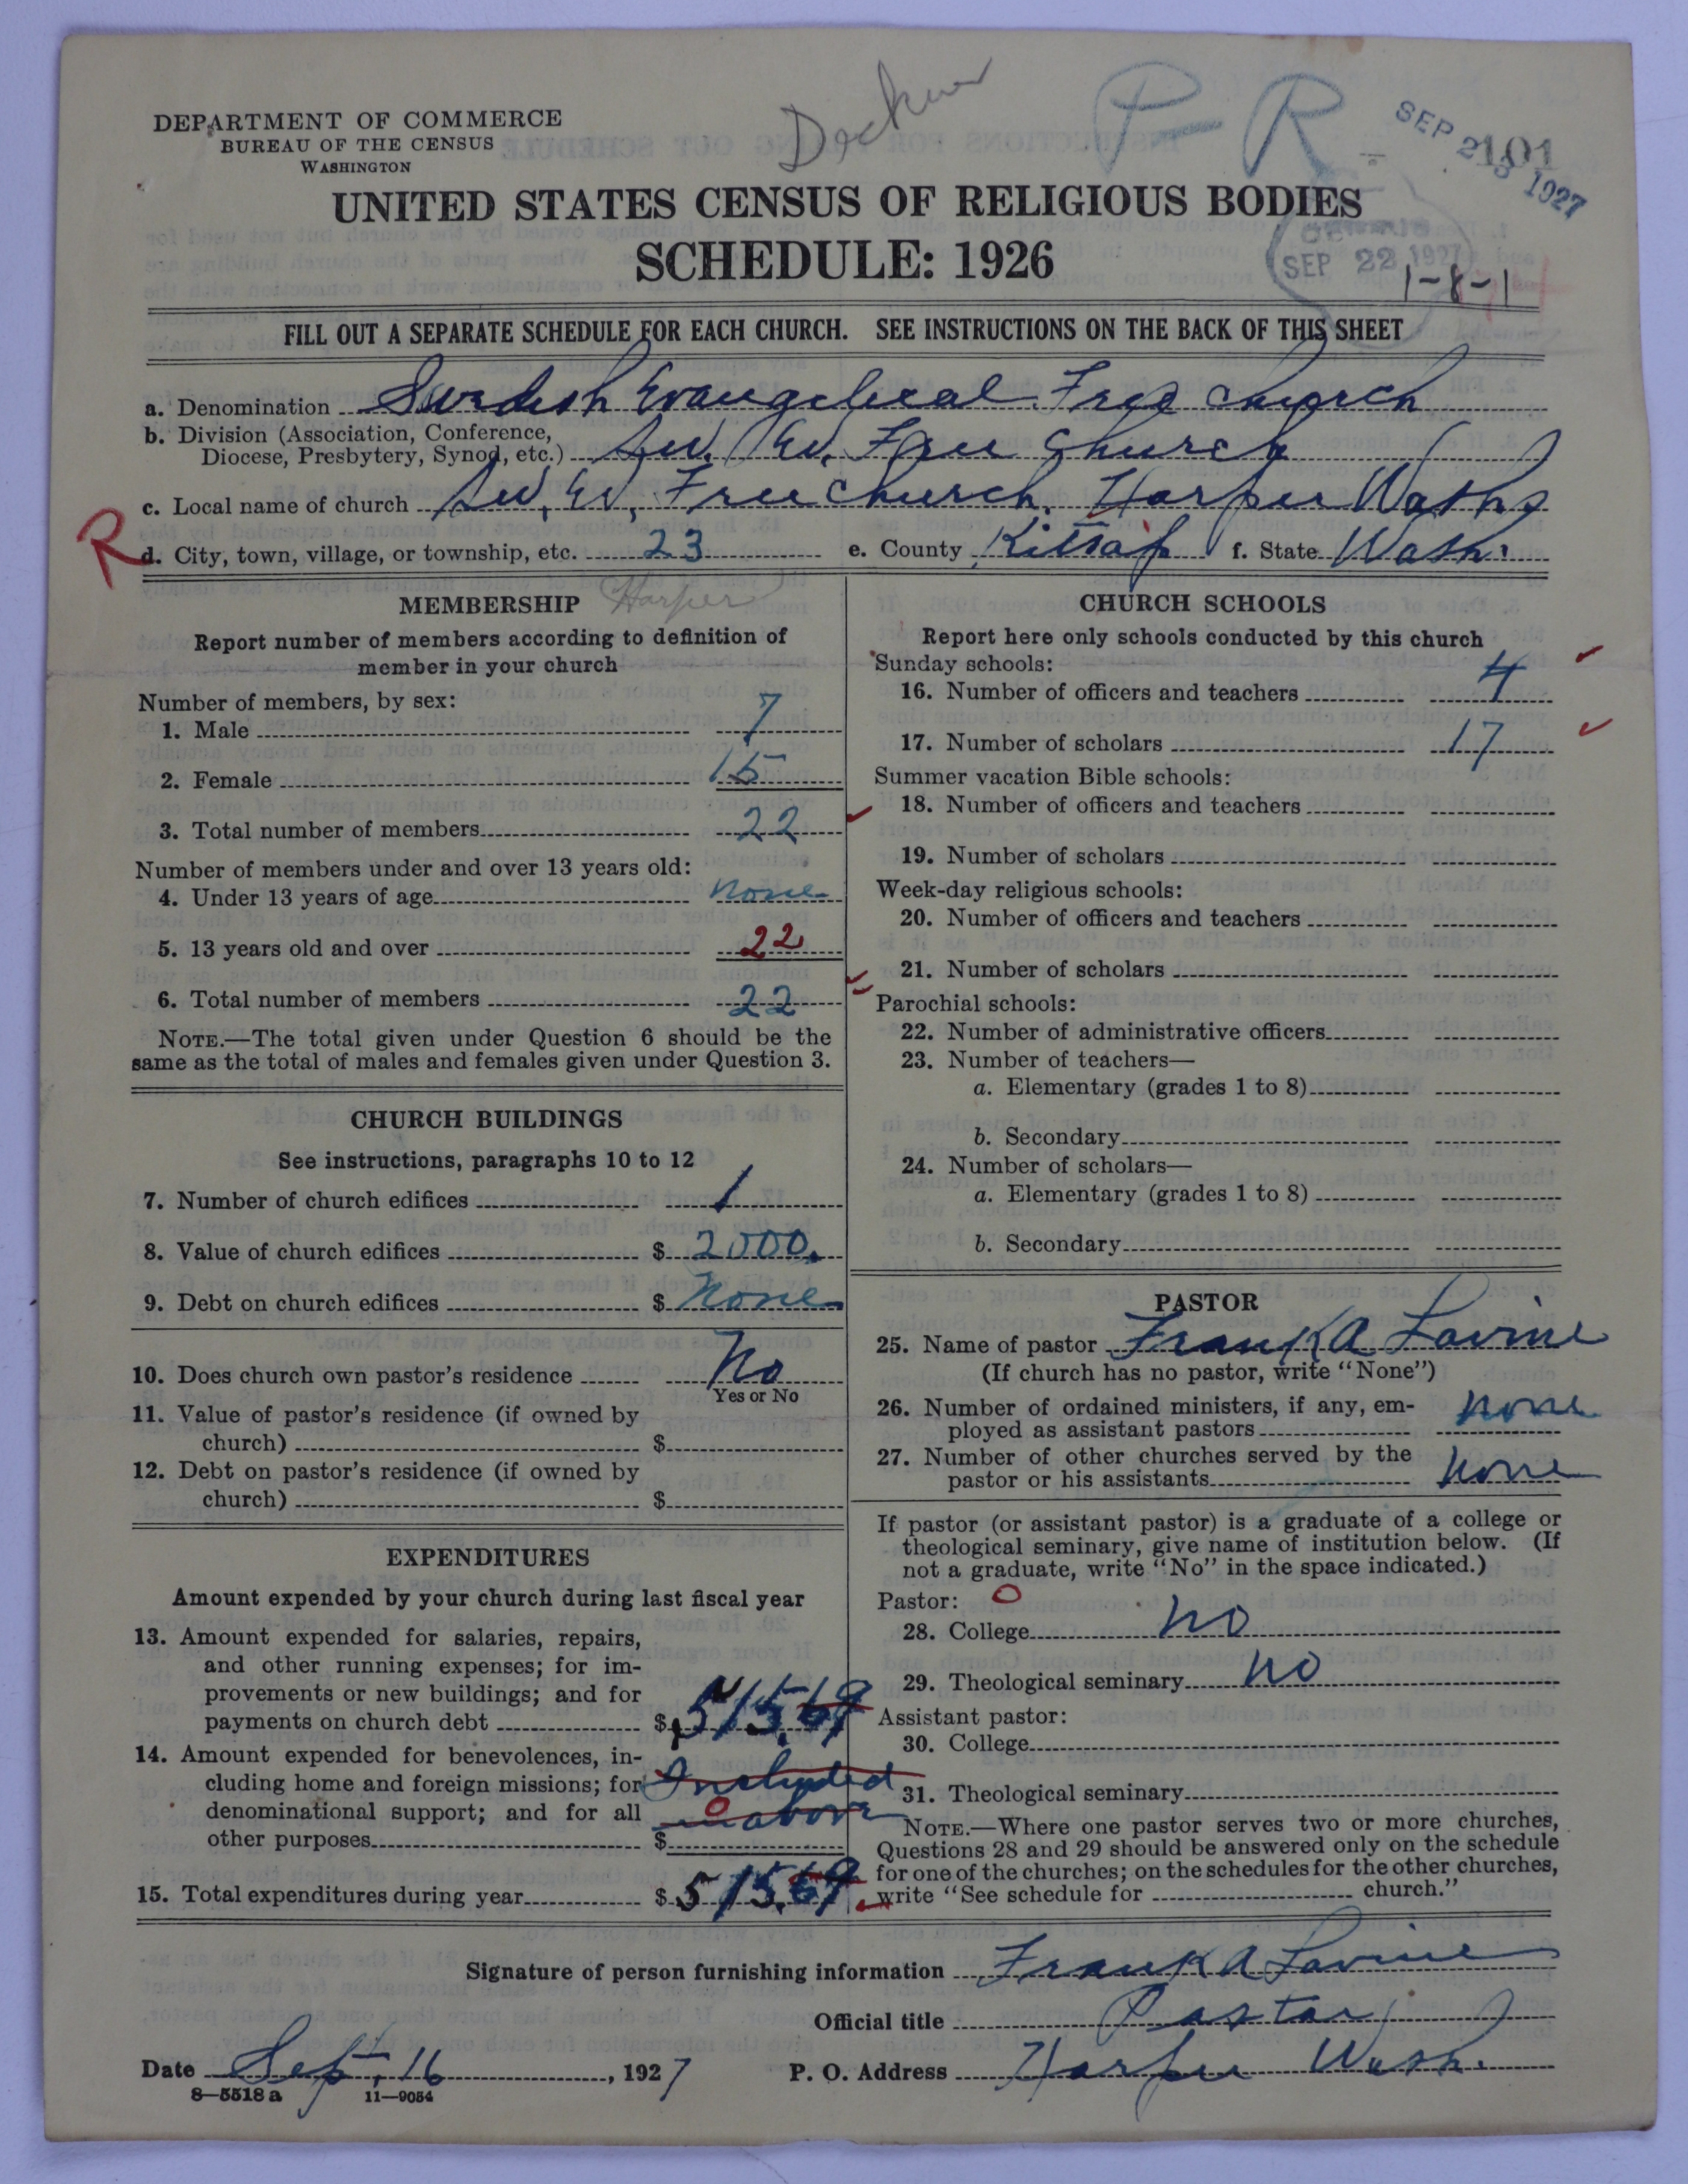 Decker
P-R
SEP 28 1927
101
DEPARTMENT OF COMMERCE
BUREAU OF THE CENSUS
WASHINGTON
UNITED STATES CENSUS OF RELIGIOUS BODIES
SCHEDULE: 1926
SEP 22 1927
1-8-1
FILL OUT A SEPARATE SCHEDULE FOR EACH CHURCH. SEE INSTRUCTIONS ON THE BACK OF THIS SHEET
a. Denomination Swedish Evangelical Free Church
b. Division (Association, Conference,
Diocese, Presbytery, Synod, etc.) Sw. Ev. Free Church
c. Local name of church Sw. Ev. Free Church. Harper Wash
R
d. City, town, village, or township, etc. 23 e. County Kitsap f. State Wash.
Harper
MEMBERSHIP
Report number of members according to definition of
member in your church
Number of members, by sex:
1. Male 7
2. Female 15
3. Total number of members 22
Number of members under and over 13 years old:
4. Under 13 years of age none
5. 13 years old and over 22
6. Total number of members 22
NOTE.—The total given under Question 6 should be the
same as the total of males and females given under Question 3.
CHURCH BUILDINGS
See instructions, paragraphs 10 to 12
7. Number of church edifices 1
8. Value of church edifices $ 2000.
9. Debt on church edifices $ None
10. Does church own pastor's residence No
Yes or No
11. Value of pastor's residence (if owned by
church) $
12. Debt on pastor's residence (if owned by
church) $
EXPENDITURES
Amount expended by your church during last fiscal year
13. Amount expended for salaries, repairs,
and other running expenses; for im-
provements or new buildings; and for
payments on church debt $ 515.69
14. Amount expended for benevolences, in-
cluding home and foreign missions; for Included
denominational support; and for all above
other purposes $
15. Total expenditures during year $ 515.69
CHURCH SCHOOLS
Report here only schools conducted by this church
Sunday schools:
16. Number of officers and teachers 4
17. Number of scholars 17
Summer vacation Bible schools:
18. Number of officers and teachers
19. Number of scholars
Week-day religious schools:
20. Number of officers and teachers
21. Number of scholars
Parochial schools:
22. Number of administrative officers
23. Number of teachers—
a. Elementary (grades 1 to 8)
b. Secondary
24. Number of scholars—
a. Elementary (grades 1 to 8)
b. Secondary
PASTOR
25. Name of pastor Frank A Lavine
(If church has no pastor, write "None")
26. Number of ordained ministers, if any, em-
ployed as assistant pastors none
27. Number of other churches served by the
pastor or his assistants none
If pastor (or assistant pastor) is a graduate of a college or
theological seminary, give name of institution below. (If
not a graduate, write "No" in the space indicated.)
Pastor: 0
28. College no
29. Theological seminary no
Assistant pastor:
30. College
31. Theological seminary
NOTE.—Where one pastor serves two or more churches,
Questions 28 and 29 should be answered only on the schedule
for one of the churches; on the schedules for the other churches,
write "See schedule for church."
Signature of person furnishing information Frank A Lavine
Official title Pastor
Date Sept, 16, 1927 P. O. Address Harper Wash.
8—5518 a 11—9054